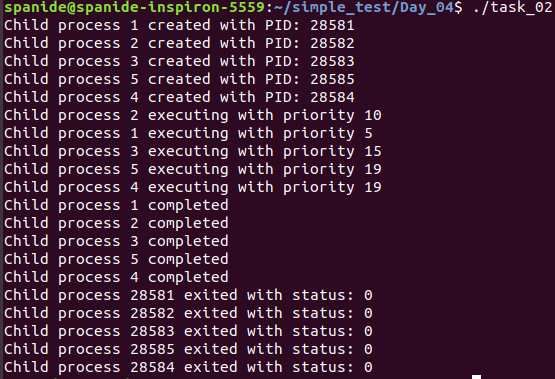 spanide@spanide-inspiron-5559:~/simple_test/Day_04$ ./task_02
Child process 1 created with PID: 28581
Child process 2 created with PID: 28582
Child process 3 created with PID: 28583
Child process 5 created with PID: 28585
Child process 4 created with PID: 28584
Child process 2 executing with priority 10
Child process 1 executing with priority 5
Child process 3 executing with priority 15
Child process 5 executing with priority 19
Child process 4 executing with priority 19
Child process 1 completed
Child process 2 completed
Child process 3 completed
Child process 5 completed
Child process 4 completed
Child process 28581 exited with status: 0
Child process 28582 exited with status: 0
Child process 28583 exited with status: 0
Child process 28585 exited with status: 0
Child process 28584 exited with status: 0